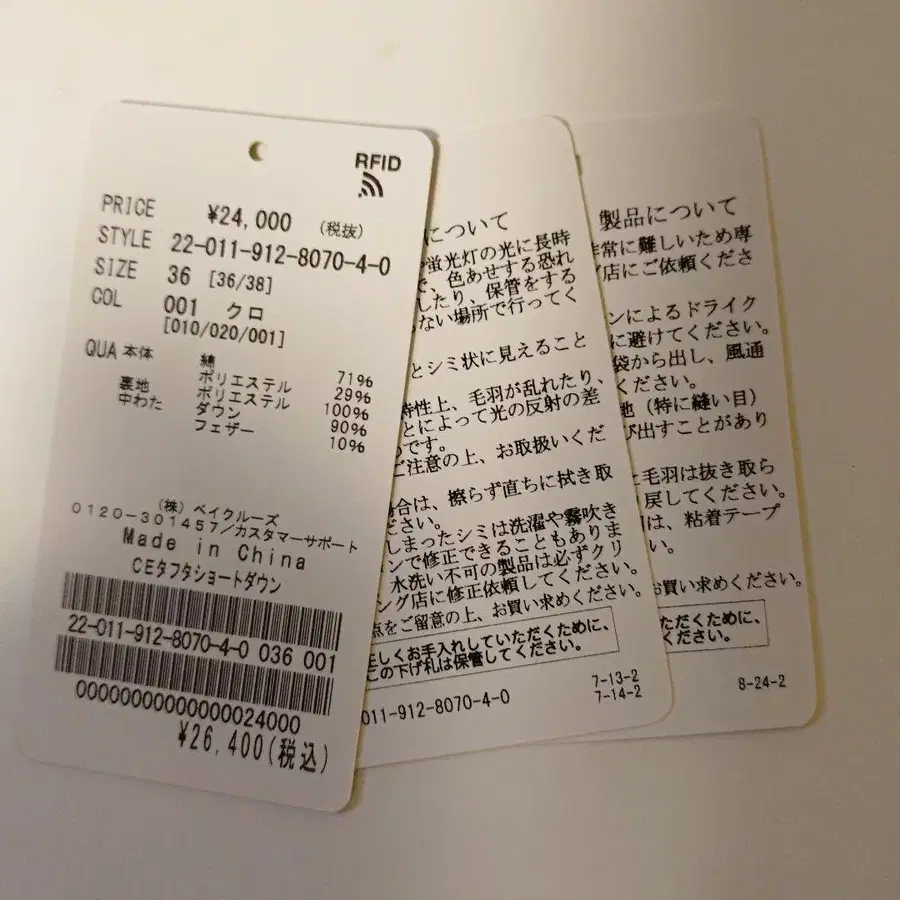 RFID
PRICE ¥24,000 (税抜)
STYLE 22-011-912-8070-4-0
SIZE 36 [36/38]
COL 001 クロ
[010/020/001]
QUA 本体 綿 71%
ポリエステル 29%
裏地 ポリエステル 100%
中わた ダウン 90%
フェザー 10%
(株) ベイクルーズ
0120-301457/カスタマーサポート
Made in China
CEタフタショートダウン
22-011-912-8070-4-0 036 001
0000000000000024000
¥26,400(税込)
について
蛍光灯の光に長時
、色あせする恐れ
したり、保管をする
ない場所で行ってく
とシミ状に見えること
特性上、毛羽が乱れたり、
とによって光の反射の差
です。
ご注意の上、お取扱いくだ
場合は、擦らず直ちに拭き取
ださい。
しまったシミは洗濯や霧吹き
ンで修正できることもありま
水洗い不可の製品は必ずクリ
ング店に修正依頼してください。
点をご留意の上、お買い求めください。
正しくお手入れしていただくために、
この下げ札は保管してください。
011-912-8070-4-0
7-13-2
7-14-2
製品について
非常に難しいため専
店にご依頼くださ
ンによるドライク
に避けてください。
袋から出し、風通
ください。
地（特に縫い目）
び出すことがあり
た毛羽は抜き取ら
戻してください。
は、粘着テープ
い。
お買い求めください。
ただくために、
ください。
8-24-2